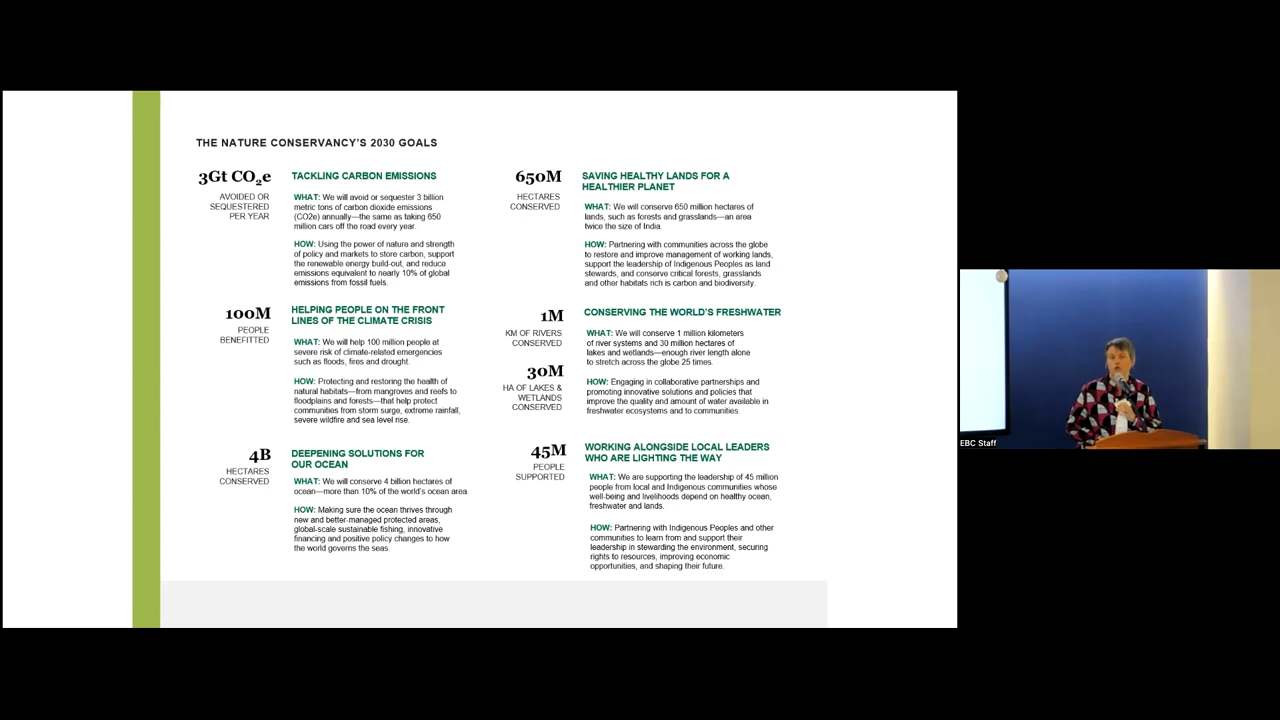 THE NATURE CONSERVANCY'S 2030 GOALS
3Gt CO₂e
AVOIDED OR
SEQUESTERED
PER YEAR
TACKLING CARBON EMISSIONS
WHAT: We will avoid or sequester 3 billion
metric tons of carbon dioxide emissions
(CO2e) annually—the same as taking 650
million cars off the road every year.
HOW: Using the power of nature and strength
of policy and markets to store carbon, support
the renewable energy build-out, and reduce
emissions equivalent to nearly 10% of global
emissions from fossil fuels.
100M
PEOPLE
BENEFITTED
HELPING PEOPLE ON THE FRONT
LINES OF THE CLIMATE CRISIS
WHAT: We will help 100 million people at
severe risk of climate-related emergencies
such as floods, fires and drought.
HOW: Protecting and restoring the health of
natural habitats—from mangroves and reefs to
floodplains and forests—that help protect
communities from storm surge, extreme rainfall,
severe wildfire and sea level rise.
4B
HECTARES
CONSERVED
DEEPENING SOLUTIONS FOR
OUR OCEAN
WHAT: We will conserve 4 billion hectares of
ocean—more than 10% of the world's ocean area.
HOW: Making sure the ocean thrives through
new and better-managed protected areas,
global-scale sustainable fishing, innovative
financing and positive policy changes to how
the world governs the seas.
650M
HECTARES
CONSERVED
SAVING HEALTHY LANDS FOR A
HEALTHIER PLANET
WHAT: We will conserve 650 million hectares of
lands, such as forests and grasslands—an area
twice the size of India.
HOW: Partnering with communities across the globe
to restore and improve management of working lands,
support the leadership of Indigenous Peoples as land
stewards, and conserve critical forests, grasslands
and other habitats rich is carbon and biodiversity.
1M
KM OF RIVERS
CONSERVED
30M
HA OF LAKES &
WETLANDS
CONSERVED
CONSERVING THE WORLD'S FRESHWATER
WHAT: We will conserve 1 million kilometers
of river systems and 30 million hectares of
lakes and wetlands—enough river length alone
to stretch across the globe 25 times.
HOW: Engaging in collaborative partnerships and
promoting innovative solutions and policies that
improve the quality and amount of water available in
freshwater ecosystems and to communities.
45M
PEOPLE
SUPPORTED
WORKING ALONGSIDE LOCAL LEADERS
WHO ARE LIGHTING THE WAY
WHAT: We are supporting the leadership of 45 million
people from local and Indigenous communities whose
well-being and livelihoods depend on healthy ocean,
freshwater and lands.
HOW: Partnering with Indigenous Peoples and other
communities to learn from and support their
leadership in stewarding the environment, securing
rights to resources, improving economic
opportunities, and shaping their future.
EBC Staff